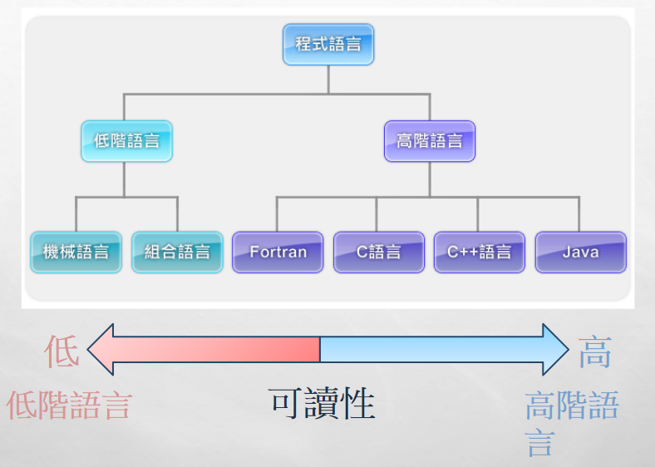 程式語言
低階語言
高階語言
機械語言
組合語言
Fortran
C語言
C++語言
Java
低
高
低階語言
可讀性
高階語
言